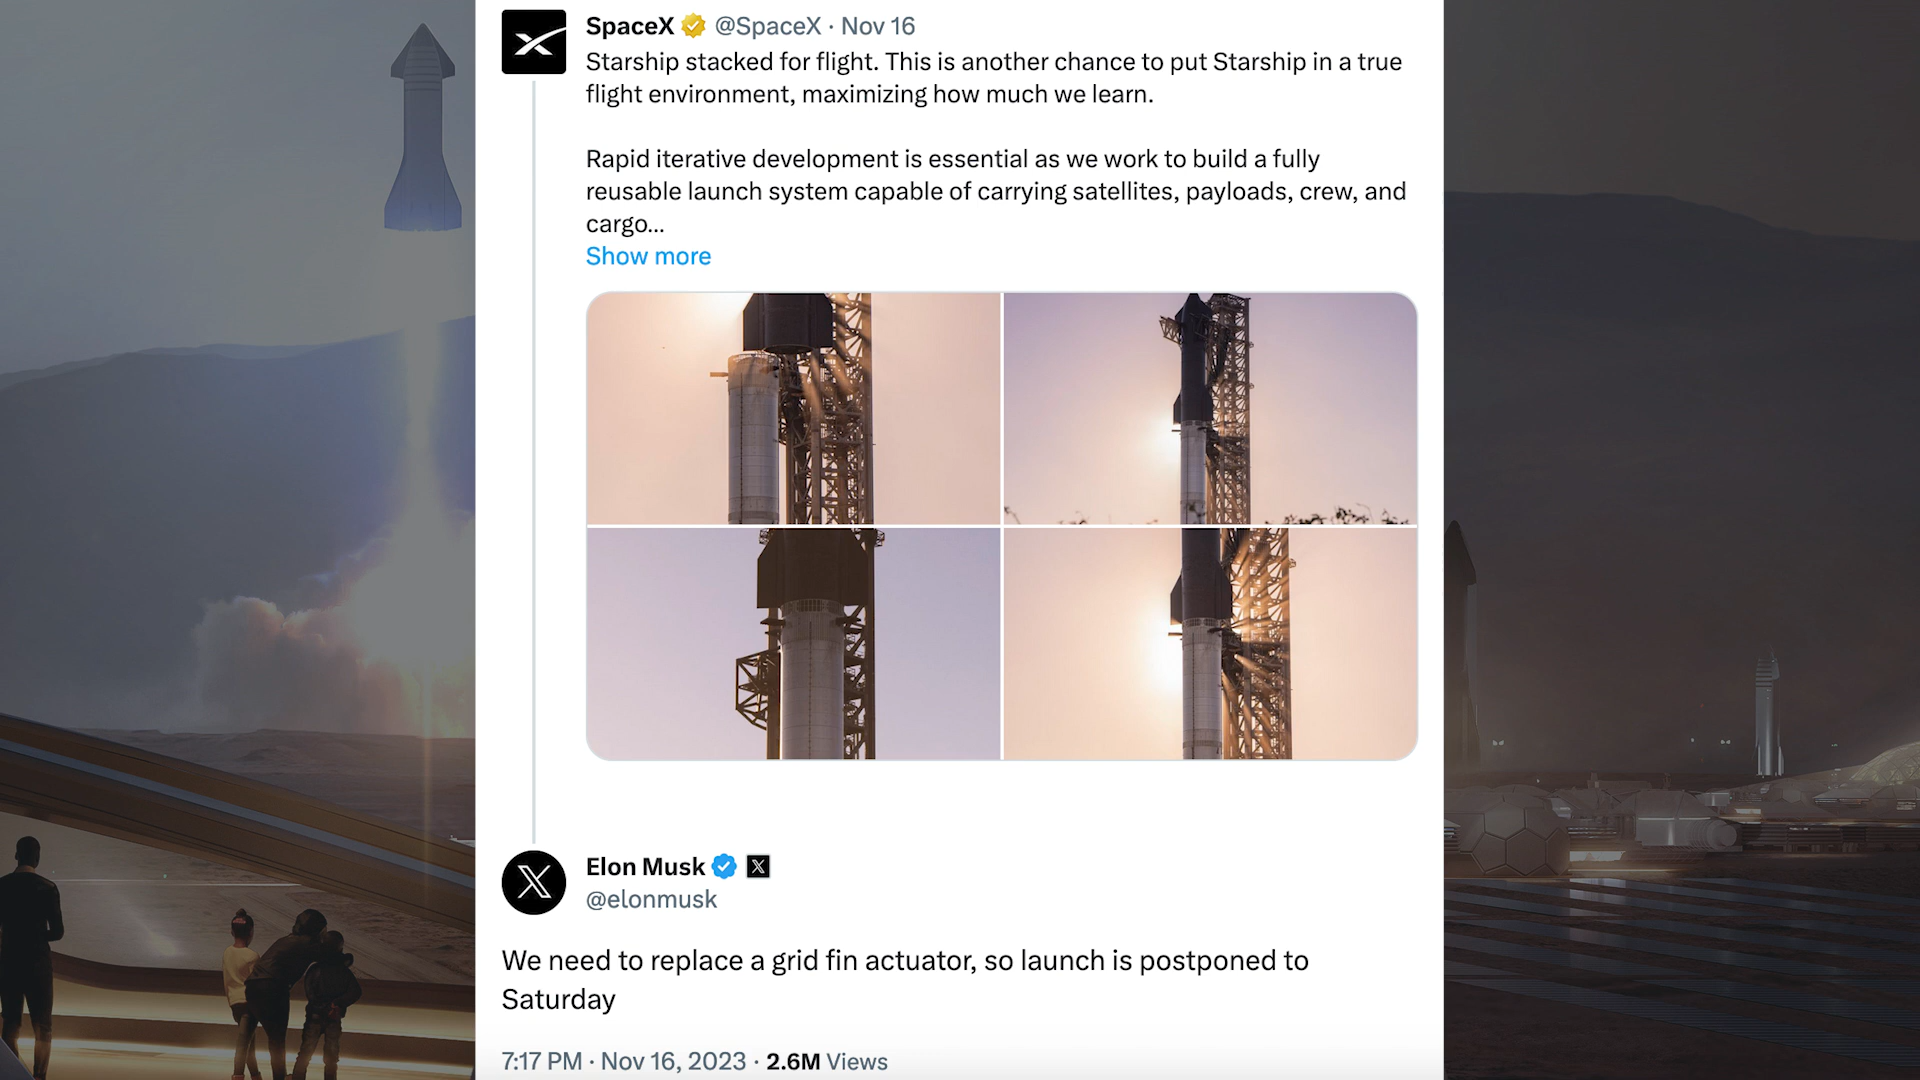 SpaceX @SpaceX · Nov 16
Starship stacked for flight. This is another chance to put Starship in a true
flight environment, maximizing how much we learn.
Rapid iterative development is essential as we work to build a fully
reusable launch system capable of carrying satellites, payloads, crew, and
cargo...
Show more
Elon Musk
@elonmusk
We need to replace a grid fin actuator, so launch is postponed to
Saturday
7:17 PM · Nov 16, 2023 · 2.6M Views